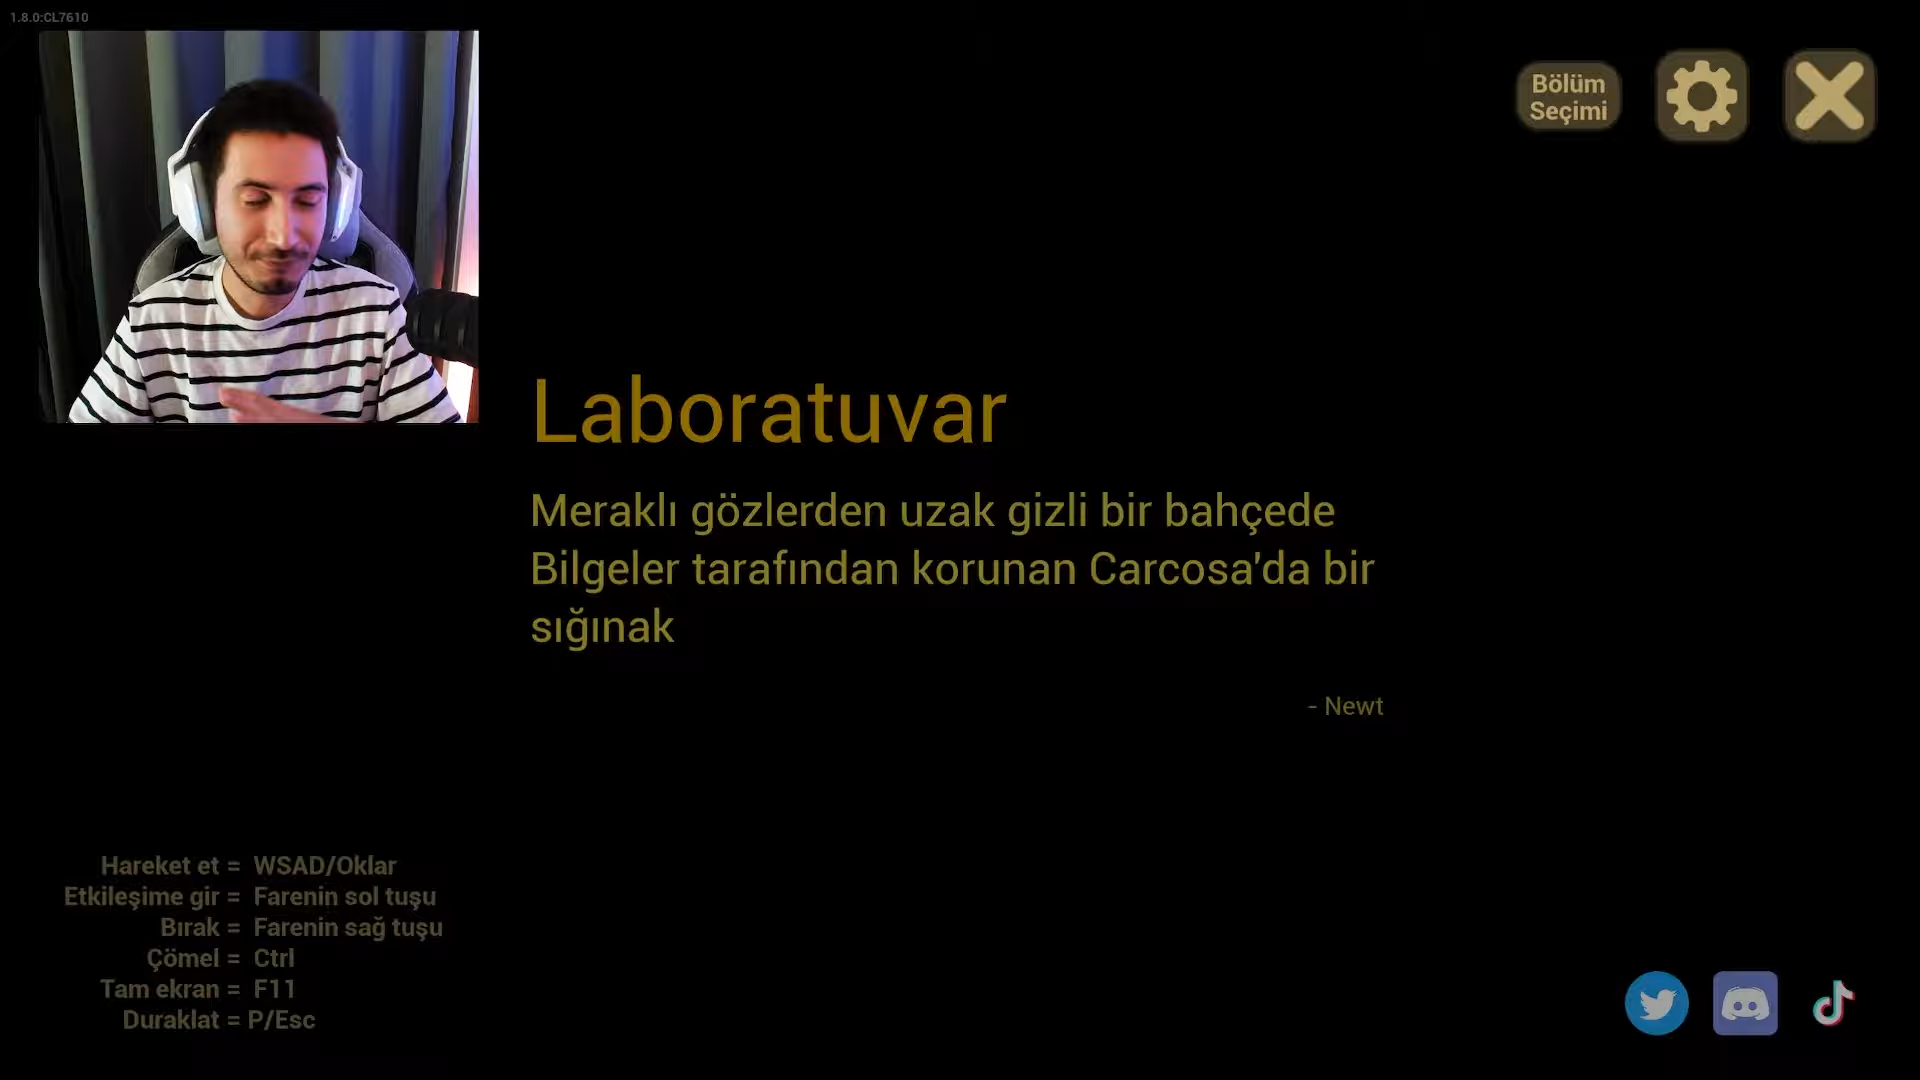 1.8.0:CL7610
Bölüm
Seçimi
Laboratuvar
Meraklı gözlerden uzak gizli bir bahçede
Bilgeler tarafından korunan Carcosa'da bir
sığınak
- Newt
Hareket et = WSAD/Oklar
Etkileşime gir = Farenin sol tuşu
Bırak = Farenin sağ tuşu
Çömel = Ctrl
Tam ekran = F11
Duraklat = P/Esc